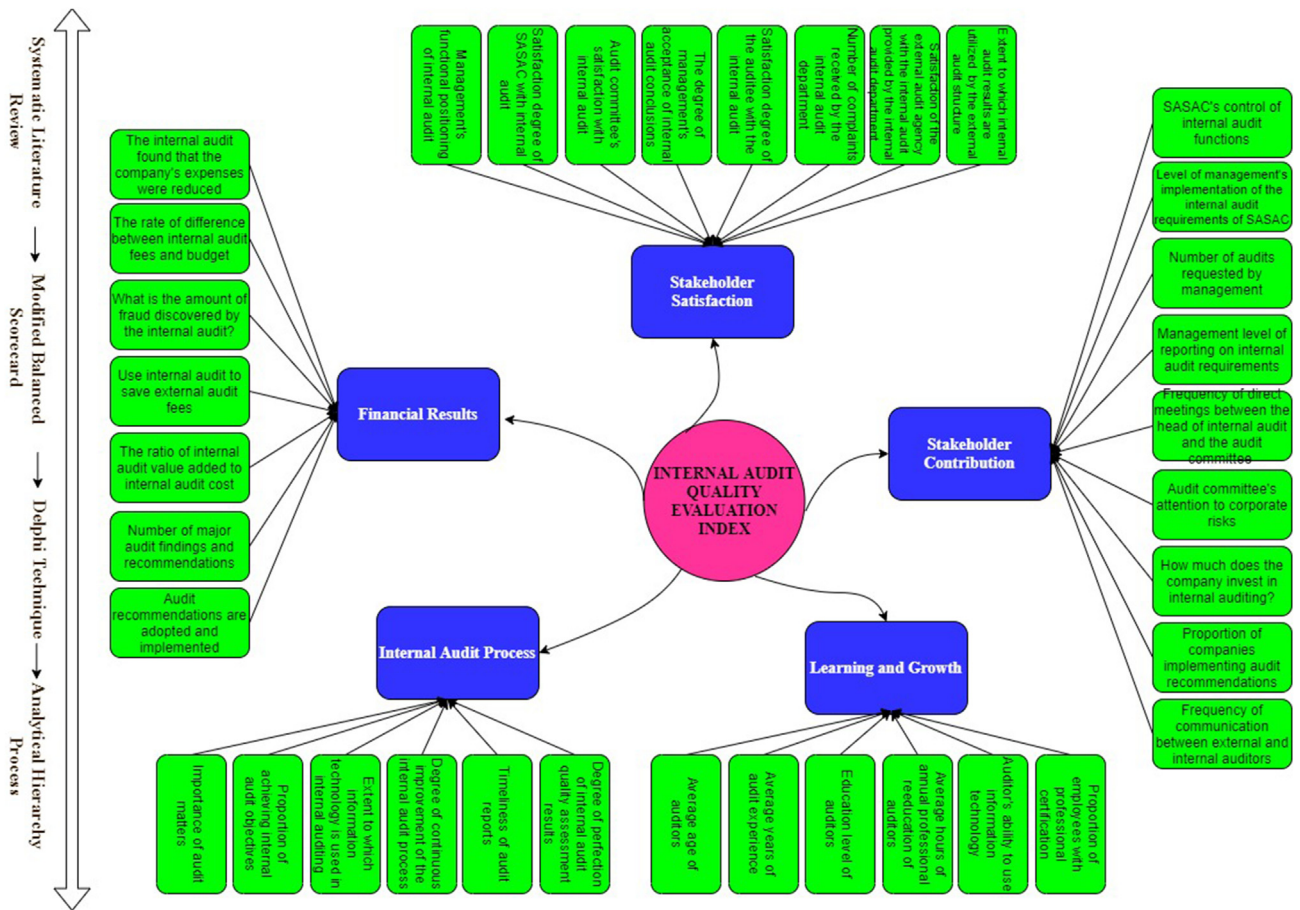 Systematic Literature
Review
Modified Balanced
Scorecard
Delphi Technique
Analytical Hierarchy
Process
Management's
functional positioning
of internal audit
Satisfaction degree of
SASAC with internal
audit
Audit committee's
satisfaction with
internal audit
The degree of
management's
acceptance of internal
audit conclusions
Satisfaction degree of
the auditee with the
internal audit
Number of complaints
received by the
internal audit
department
Satisfaction of the
external audit agency
with the internal audit
provided by the internal
audit department
Extent to which internal
audit results are
utilized by the external
audit structure
The internal audit
found that the
company's expenses
were reduced
The rate of difference
between internal audit
fees and budget
What is the amount of
fraud discovered by
the internal audit?
Use internal audit to
save external audit
fees
The ratio of internal
audit value added to
internal audit cost
Number of major
audit findings and
recommendations
Audit
recommendations are
adopted and
implemented
Stakeholder
Satisfaction
Financial Results
Stakeholder
Contribution
INTERNAL AUDIT
QUALITY
EVALUATION
INDEX
Internal Audit Process
Learning and Growth
SASAC's control of
internal audit
functions
Level of management's
implementation of the
internal audit
requirements of SASAC
Number of audits
requested by
management
Management level of
reporting on internal
audit requirements
Frequency of direct
meetings between the
head of internal audit
and the audit
committee
Audit committee's
attention to corporate
risks
How much does the
company invest in
internal auditing?
Proportion of
companies
implementing audit
recommendations
Frequency of
communication
between external and
internal auditors
Importance of audit
matters
Proportion of
achieving internal
audit objectives
Extent to which
information
technology is used in
internal auditing
Degree of continuous
improvement of the
internal audit process
Timeliness of audit
reports
Degree of perfection
of internal audit
quality assessment
results
Average age of
auditors
Average years of
audit experience
Education level of
auditors
Average hours of
annual professional
reeducation of
auditors
Auditor's ability to use
information
technology
Proportion of
employees with
professional
certification